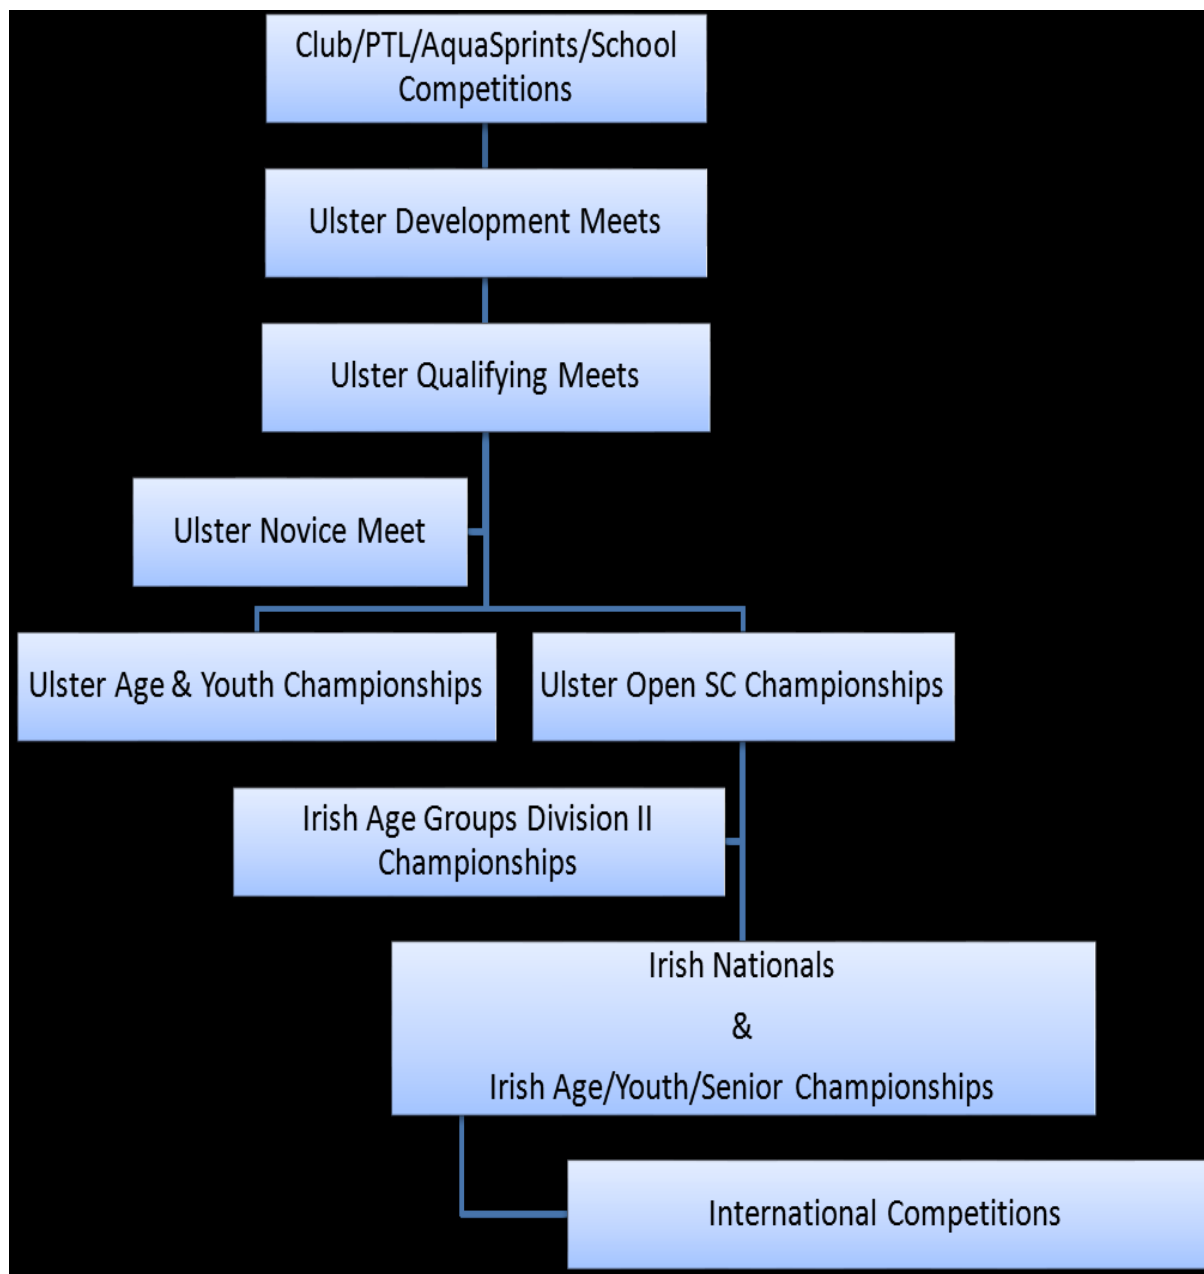 Club/PTL/AquaSprints/School
Competitions
Ulster Development Meets
Ulster Qualifying Meets
Ulster Novice Meet
Ulster Age & Youth Championships
Ulster Open SC Championships
Irish Age Groups Division II
Championships
Irish Nationals
&
Irish Age/Youth/Senior Championships
International Competitions